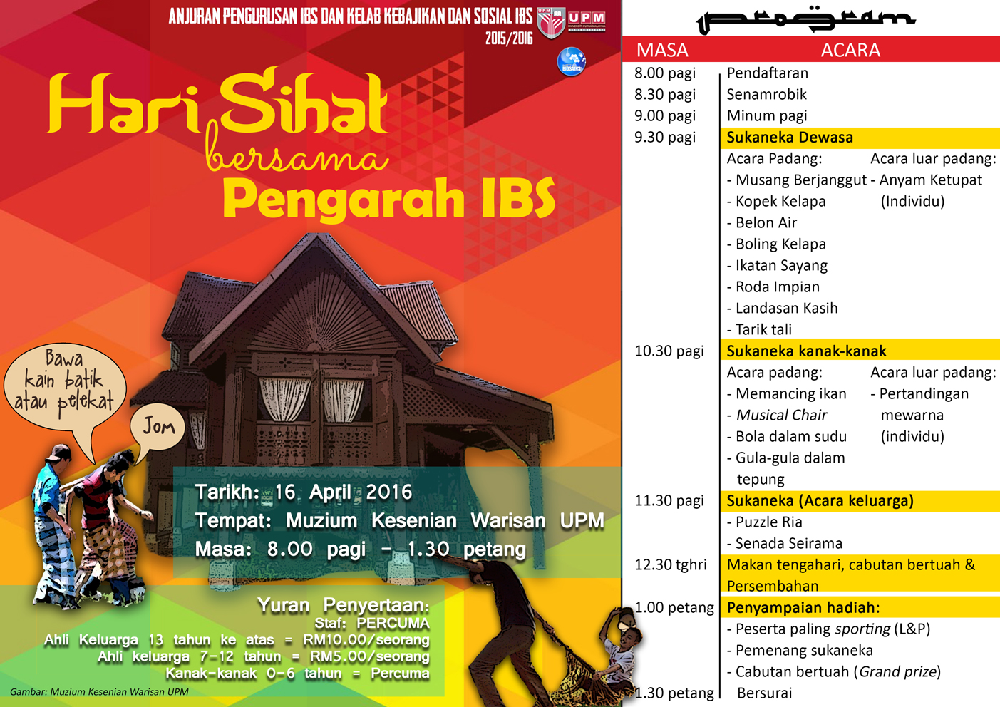 ANJURAN PENGURUSAN IBS DAN KELAB KEBAJIKAN DAN SOSIAL IBS
2015/2016
UPM
UPM
BIOSAINS
Hari Sihat
bersama
Pengarah IBS
Bawa
kain batik
atau pelekat
Jom
Tarikh: 16 April 2016
Tempat: Muzium Kesenian Warisan UPM
Masa: 8.00 pagi - 1.30 petang
Yuran Penyertaan:
Staf: PERCUMA
Ahli Keluarga 13 tahun ke atas = RM10.00/seorang
Ahli keluarga 7-12 tahun = RM5.00/seorang
Kanak-kanak 0-6 tahun = Percuma
Gambar: Muzium Kesenian Warisan UPM
program
MASA ACARA
8.00 pagi Pendaftaran
8.30 pagi Senamrobik
9.00 pagi Minum pagi
9.30 pagi Sukaneka Dewasa
Acara Padang: Acara luar padang:
- Musang Berjanggut - Anyam Ketupat
- Kopek Kelapa (Individu)
- Belon Air
- Boling Kelapa
- Ikatan Sayang
- Roda Impian
- Landasan Kasih
- Tarik tali
10.30 pagi Sukaneka kanak-kanak
Acara padang: Acara luar padang:
- Memancing ikan - Pertandingan
- Musical Chair mewarna
- Bola dalam sudu (individu)
- Gula-gula dalam
tepung
11.30 pagi Sukaneka (Acara keluarga)
- Puzzle Ria
- Senada Seirama
12.30 tghri Makan tengahari, cabutan bertuah &
Persembahan
1.00 petang Penyampaian hadiah:
- Peserta paling sporting (L&P)
- Pemenang sukaneka
- Cabutan bertuah (Grand prize)
1.30 petang Bersurai